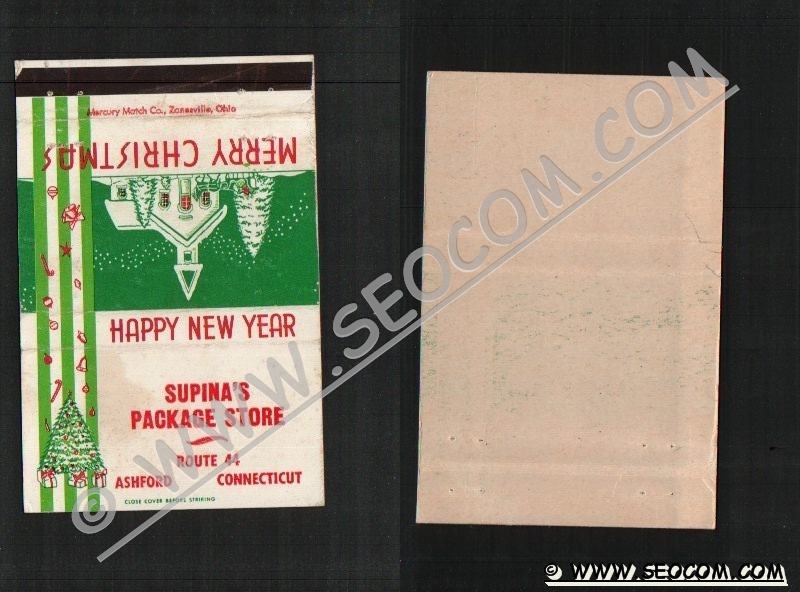 Mercury Match Co., Zanesville, Ohio
MERRY CHRISTMAS
HAPPY NEW YEAR
SUPINA'S
PACKAGE STORE
ROUTE 44
ASHFORD CONNECTICUT
CLOSE COVER BEFORE STRIKING
© WWW.SEOCOM.COM
© WWW.SEOCOM.COM